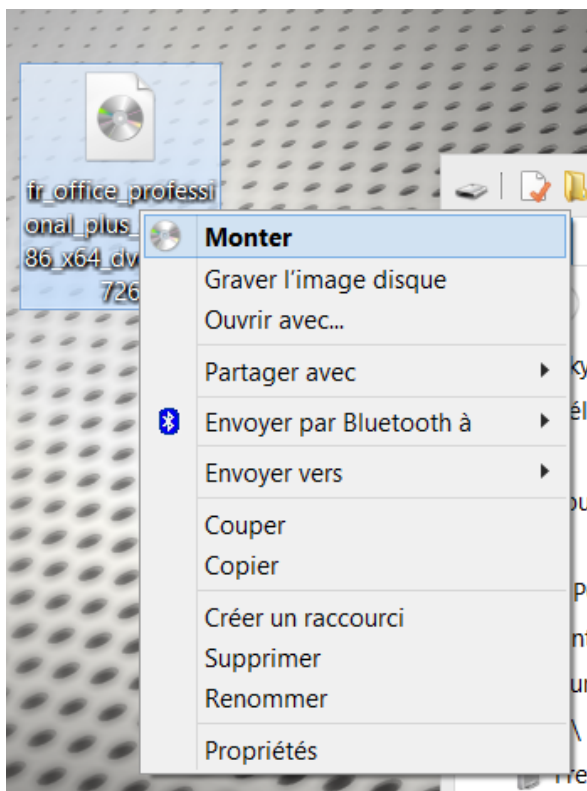 fr_office_professi
onal_plus_
86_x64_dv
726
Monter
Graver l'image disque
Ouvrir avec...
Partager avec
Envoyer par Bluetooth à
Envoyer vers
Couper
Copier
Créer un raccourci
Supprimer
Renommer
Propriétés